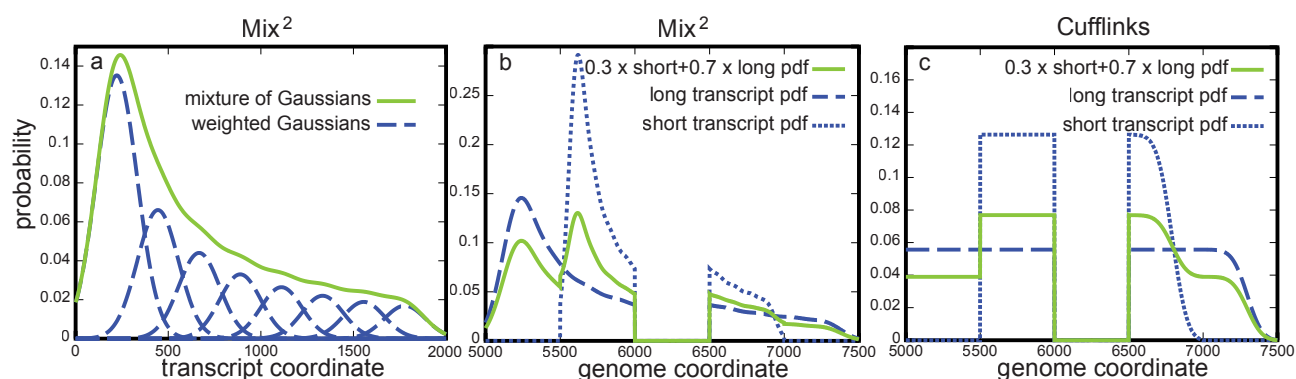 Mix²
a
mixture of Gaussians
weighted Gaussians
probability
0.14
0.12
0.10
0.08
0.06
0.04
0.02
0
0 500 1000 1500 2000
transcript coordinate
Mix²
b
0.3 x short+0.7 x long pdf
long transcript pdf
short transcript pdf
0.25
0.2
0.15
0.1
0.05
0
5000 5500 6000 6500 7000 7500
genome coordinate
Cufflinks
c
0.3 x short+0.7 x long pdf
long transcript pdf
short transcript pdf
0.16
0.14
0.12
0.1
0.08
0.06
0.04
0.02
0
5000 5500 6000 6500 7000 7500
genome coordinate